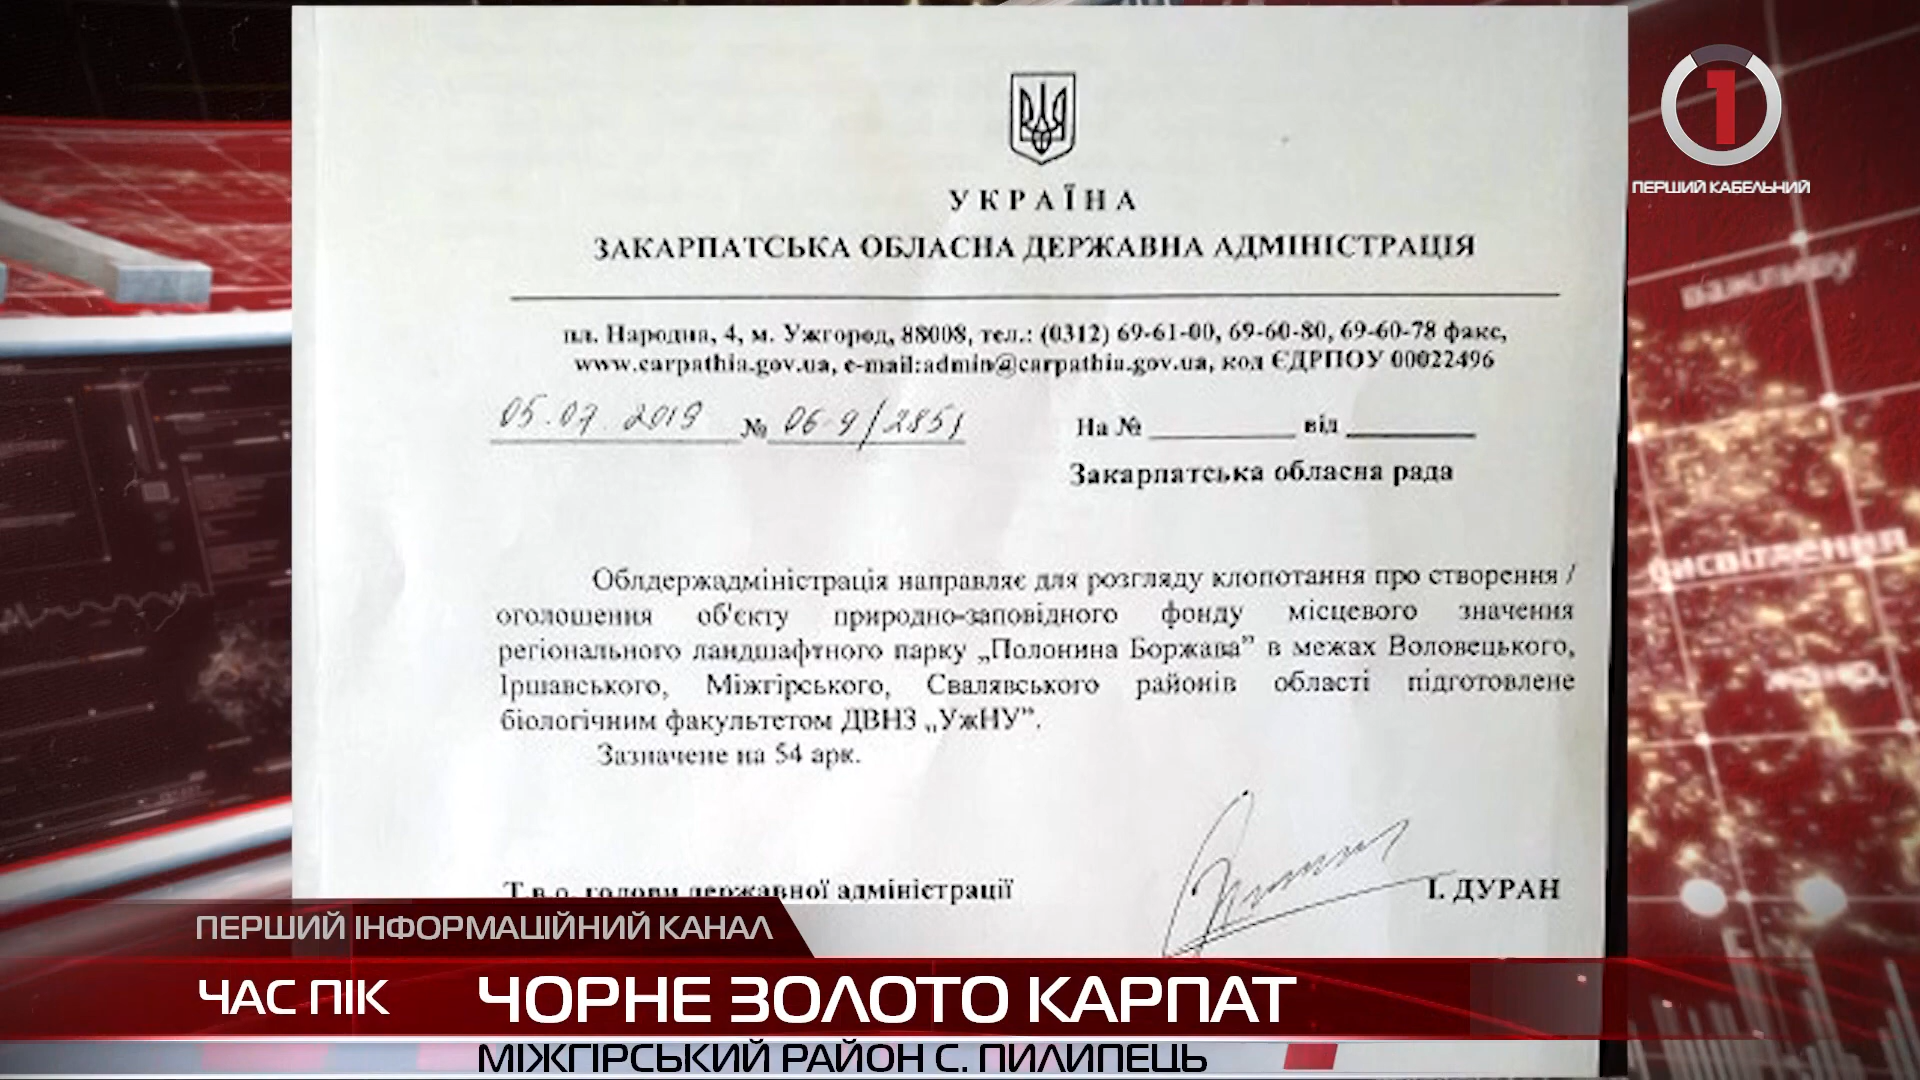 1
ПЕРШИЙ КАБЕЛЬНИЙ
УКРАЇНА
ЗАКАРПАТСЬКА ОБЛАСНА ДЕРЖАВНА АДМІНІСТРАЦІЯ
пл. Народна, 4, м. Ужгород, 88008, тел.: (0312) 69-61-00, 69-60-80, 69-60-78 факс,
www.carpathia.gov.ua, e-mail:admin@carpathia.gov.ua, код ЄДРПОУ 00022496
05.07.2019 № 06-9/2851
На № від
Закарпатська обласна рада
Облдержадміністрація направляє для розгляду клопотання про створення /
оголошення об'єкту природно-заповідного фонду місцевого значення
регіонального ландшафтного парку „Полонина Боржава” в межах Воловецького,
Іршавського, Міжгірського, Свалявського районів області підготовлене
біологічним факультетом ДВНЗ „УжНУ”.
Зазначене на 54 арк.
Т.в.о. голови державної адміністрації І. ДУРАН
ПЕРШИЙ ІНФОРМАЦІЙНИЙ КАНАЛ
ЧАС ПІК ЧОРНЕ ЗОЛОТО КАРПАТ
МІЖГІРСЬКИЙ РАЙОН С. ПИЛИПЕЦЬ